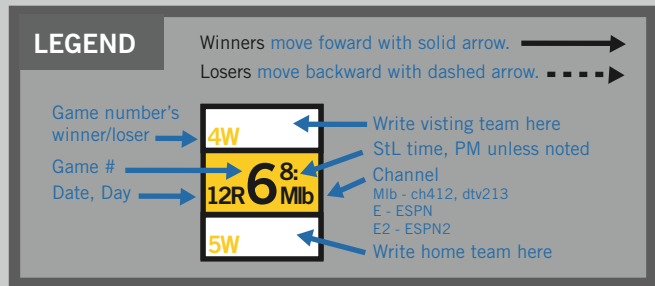 LEGEND
Winners move foward with solid arrow.
Losers move backward with dashed arrow.
Game number's
winner/loser
4W
Write visting team here
StL time, PM unless noted
Game #
Date, Day
12R 6 8: Mlb
Channel
Mlb - ch412, dtv213
E - ESPN
E2 - ESPN2
5W
Write home team here